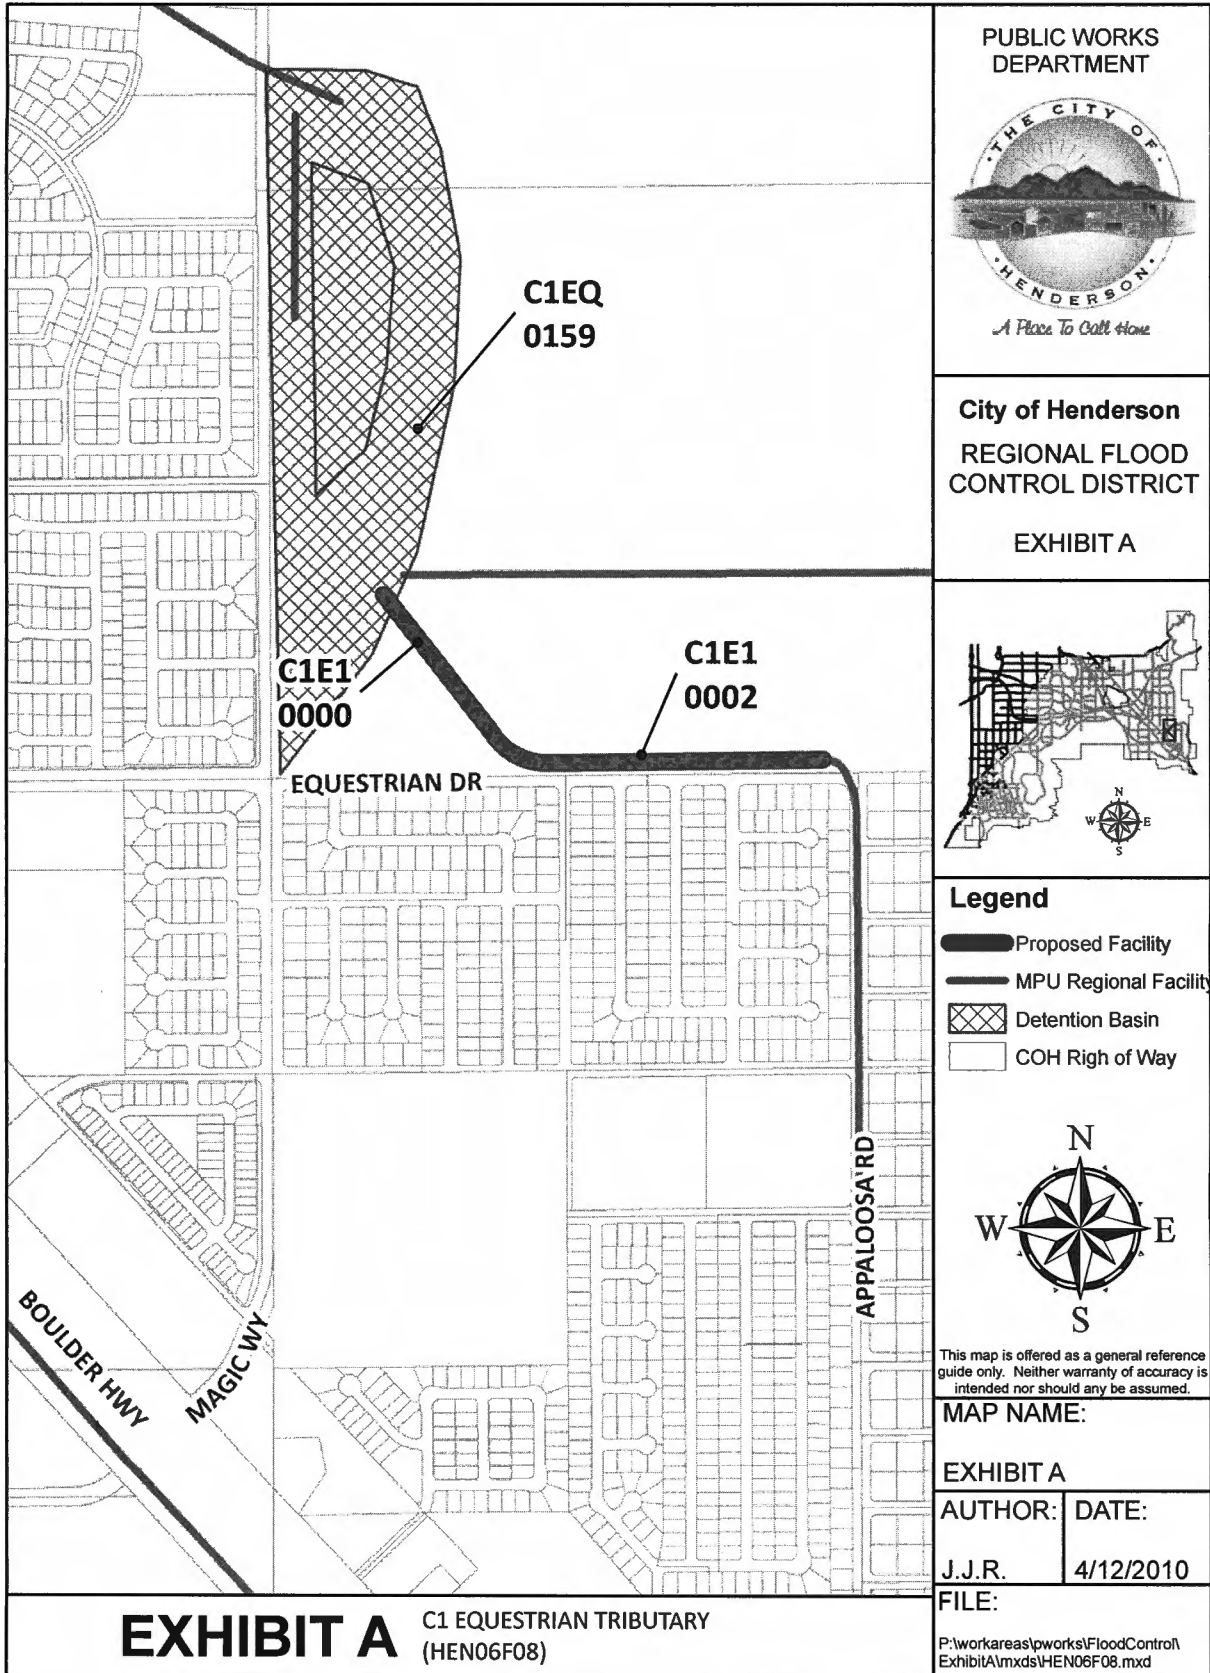 C1EQ
0159
C1E1
0000
C1E1
0002
EQUESTRIAN DR
APPALOOSA RD
BOULDER HWY
MAGIC WY
EXHIBIT A
C1 EQUESTRIAN TRIBUTARY
(HEN06F08)
PUBLIC WORKS
DEPARTMENT
THE CITY OF
HENDERSON
A Place To Call Home
City of Henderson
REGIONAL FLOOD
CONTROL DISTRICT
EXHIBIT A
N
W E
S
Legend
Proposed Facility
MPU Regional Facility
Detention Basin
COH Righ of Way
N
W E
S
This map is offered as a general reference
guide only. Neither warranty of accuracy is
intended nor should any be assumed.
MAP NAME:
EXHIBIT A
AUTHOR:
J.J.R.
DATE:
4/12/2010
FILE:
P:\workareas\pworks\FloodControl\
ExhibitA\mxds\HEN06F08.mxd